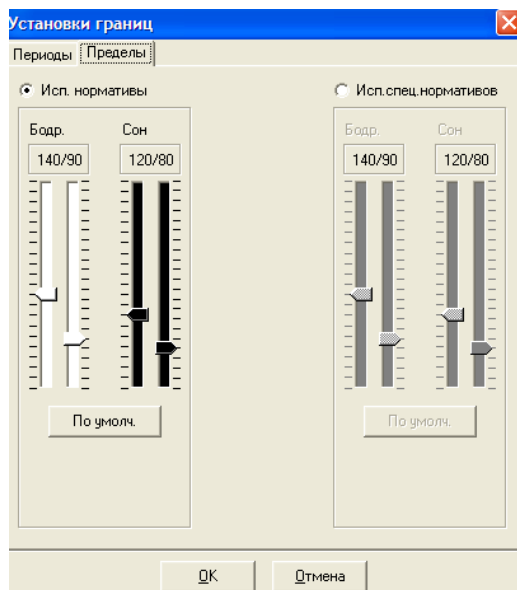 Установки границ
Периоды Пределы
Исп. нормативы Исп.спец.нормативов
Бодр. Сон Бодр. Сон
140/90 120/80 140/90 120/80
По умолч. По умолч.
OK Отмена